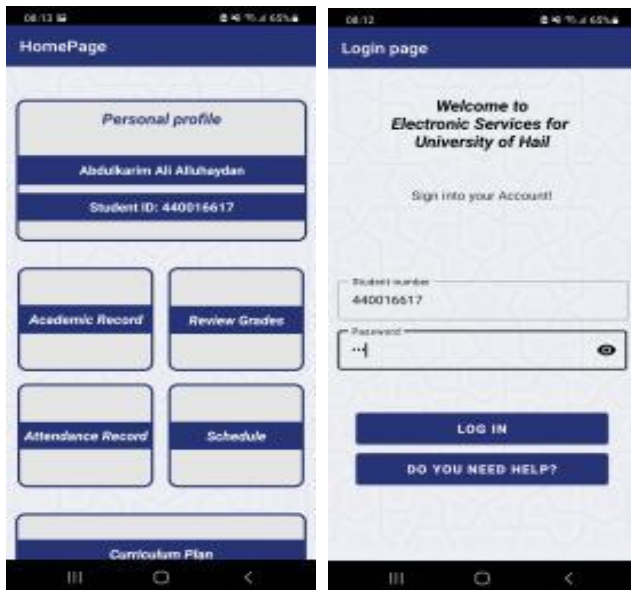 08:13
65%
HomePage
Personal profile
Abdulkarim Ali Alluhaydan
Student ID: 440016617
Academic Record
Review Grades
Attendance Record
Schedule
Curriculum Plan
08:12
65%
Login page
Welcome to
Electronic Services for
University of Hail
Sign into your Account!
Student number
440016617
Password
LOG IN
DO YOU NEED HELP?